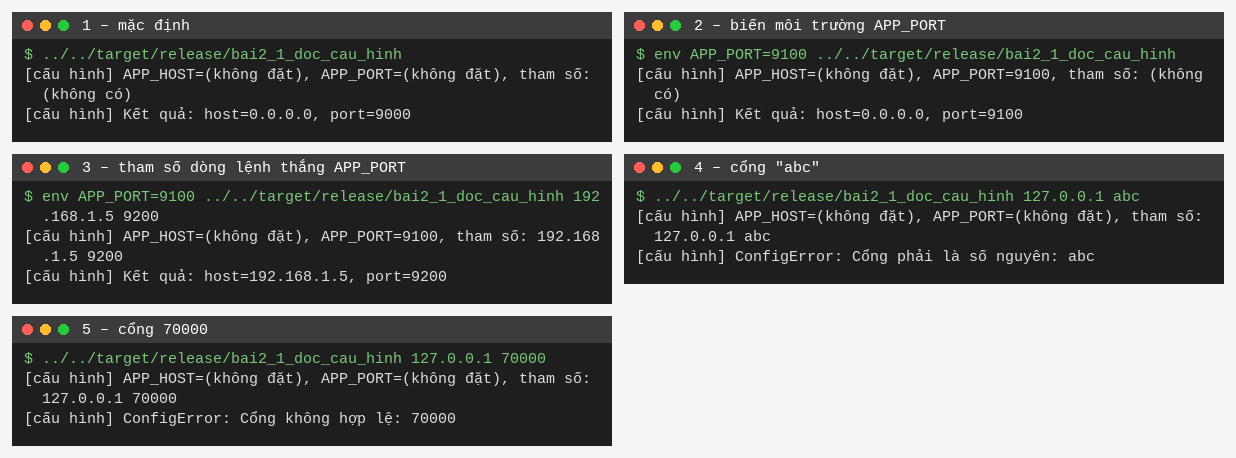 1 – mặc định
$ ../../target/release/bai2_1_doc_cau_hinh
[cấu hình] APP_HOST=(không đặt), APP_PORT=(không đặt), tham số:
(không có)
[cấu hình] Kết quả: host=0.0.0.0, port=9000
2 – biến môi trường APP_PORT
$ env APP_PORT=9100 ../../target/release/bai2_1_doc_cau_hinh
[cấu hình] APP_HOST=(không đặt), APP_PORT=9100, tham số: (không
có)
[cấu hình] Kết quả: host=0.0.0.0, port=9100
3 – tham số dòng lệnh thắng APP_PORT
$ env APP_PORT=9100 ../../target/release/bai2_1_doc_cau_hinh 192
.168.1.5 9200
[cấu hình] APP_HOST=(không đặt), APP_PORT=9100, tham số: 192.168
.1.5 9200
[cấu hình] Kết quả: host=192.168.1.5, port=9200
4 – cổng "abc"
$ ../../target/release/bai2_1_doc_cau_hinh 127.0.0.1 abc
[cấu hình] APP_HOST=(không đặt), APP_PORT=(không đặt), tham số:
127.0.0.1 abc
[cấu hình] ConfigError: Cổng phải là số nguyên: abc
5 – cổng 70000
$ ../../target/release/bai2_1_doc_cau_hinh 127.0.0.1 70000
[cấu hình] APP_HOST=(không đặt), APP_PORT=(không đặt), tham số:
127.0.0.1 70000
[cấu hình] ConfigError: Cổng không hợp lệ: 70000